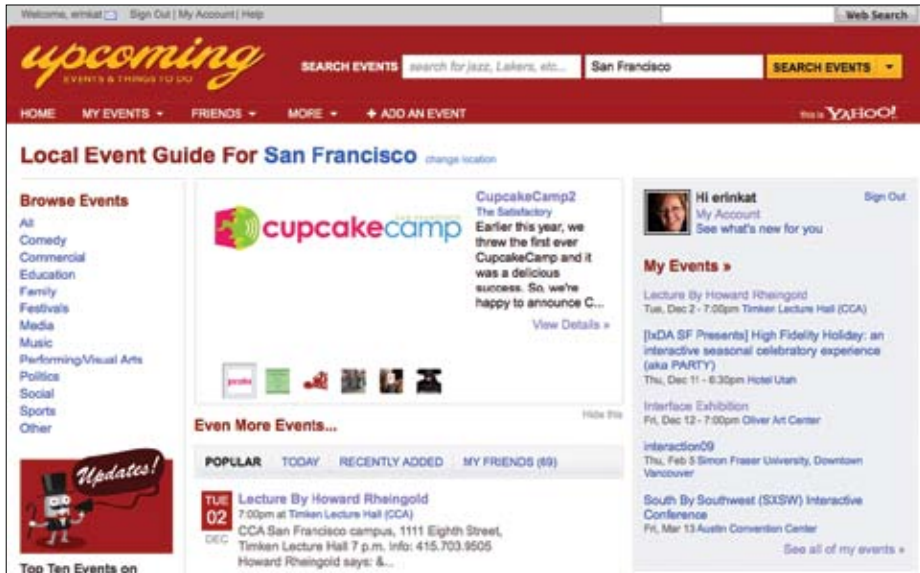 Welcome, erinkat Sign Out | My Account | Help
Web Search
upcoming
EVENTS & THINGS TO DO
SEARCH EVENTS search for jazz, Lakers, etc... San Francisco SEARCH EVENTS
HOME MY EVENTS FRIENDS MORE + ADD AN EVENT
this is YAHOO!
Local Event Guide For San Francisco change location
Browse Events
All
Comedy
Commercial
Education
Family
Festivals
Media
Music
Performing/Visual Arts
Politics
Social
Sports
Other
Updates!
Top Ten Events on
SAN FRANCISCO
cupcakecamp
CupcakeCamp2
The Satisfactory
Earlier this year, we
threw the first ever
CupcakeCamp and it
was a delicious
success. So, we're
happy to announce C...
View Details »
Hide this
Even More Events...
POPULAR TODAY RECENTLY ADDED MY FRIENDS (69)
TUE
02
DEC
Lecture By Howard Rheingold
7:00pm at Timken Lecture Hall (CCA)
CCA San Francisco campus, 1111 Eighth Street,
Timken Lecture Hall 7 p.m. Info: 415.703.9505
Howard Rheingold says: &...
Hi erinkat Sign Out
My Account
See what's new for you
My Events »
Lecture By Howard Rheingold
Tue, Dec 2 - 7:00pm Timken Lecture Hall (CCA)
[IxDA SF Presents] High Fidelity Holiday: an
interactive seasonal celebratory experience
(aka PARTY)
Thu, Dec 11 - 6:30pm Hotel Utah
Interface Exhibition
Fri, Dec 12 - 7:00pm Oliver Art Center
interaction09
Thu, Feb 5 Simon Fraser University, Downtown
Vancouver
South By Southwest (SXSW) Interactive
Conference
Fri, Mar 13 Austin Convention Center
See all of my events »